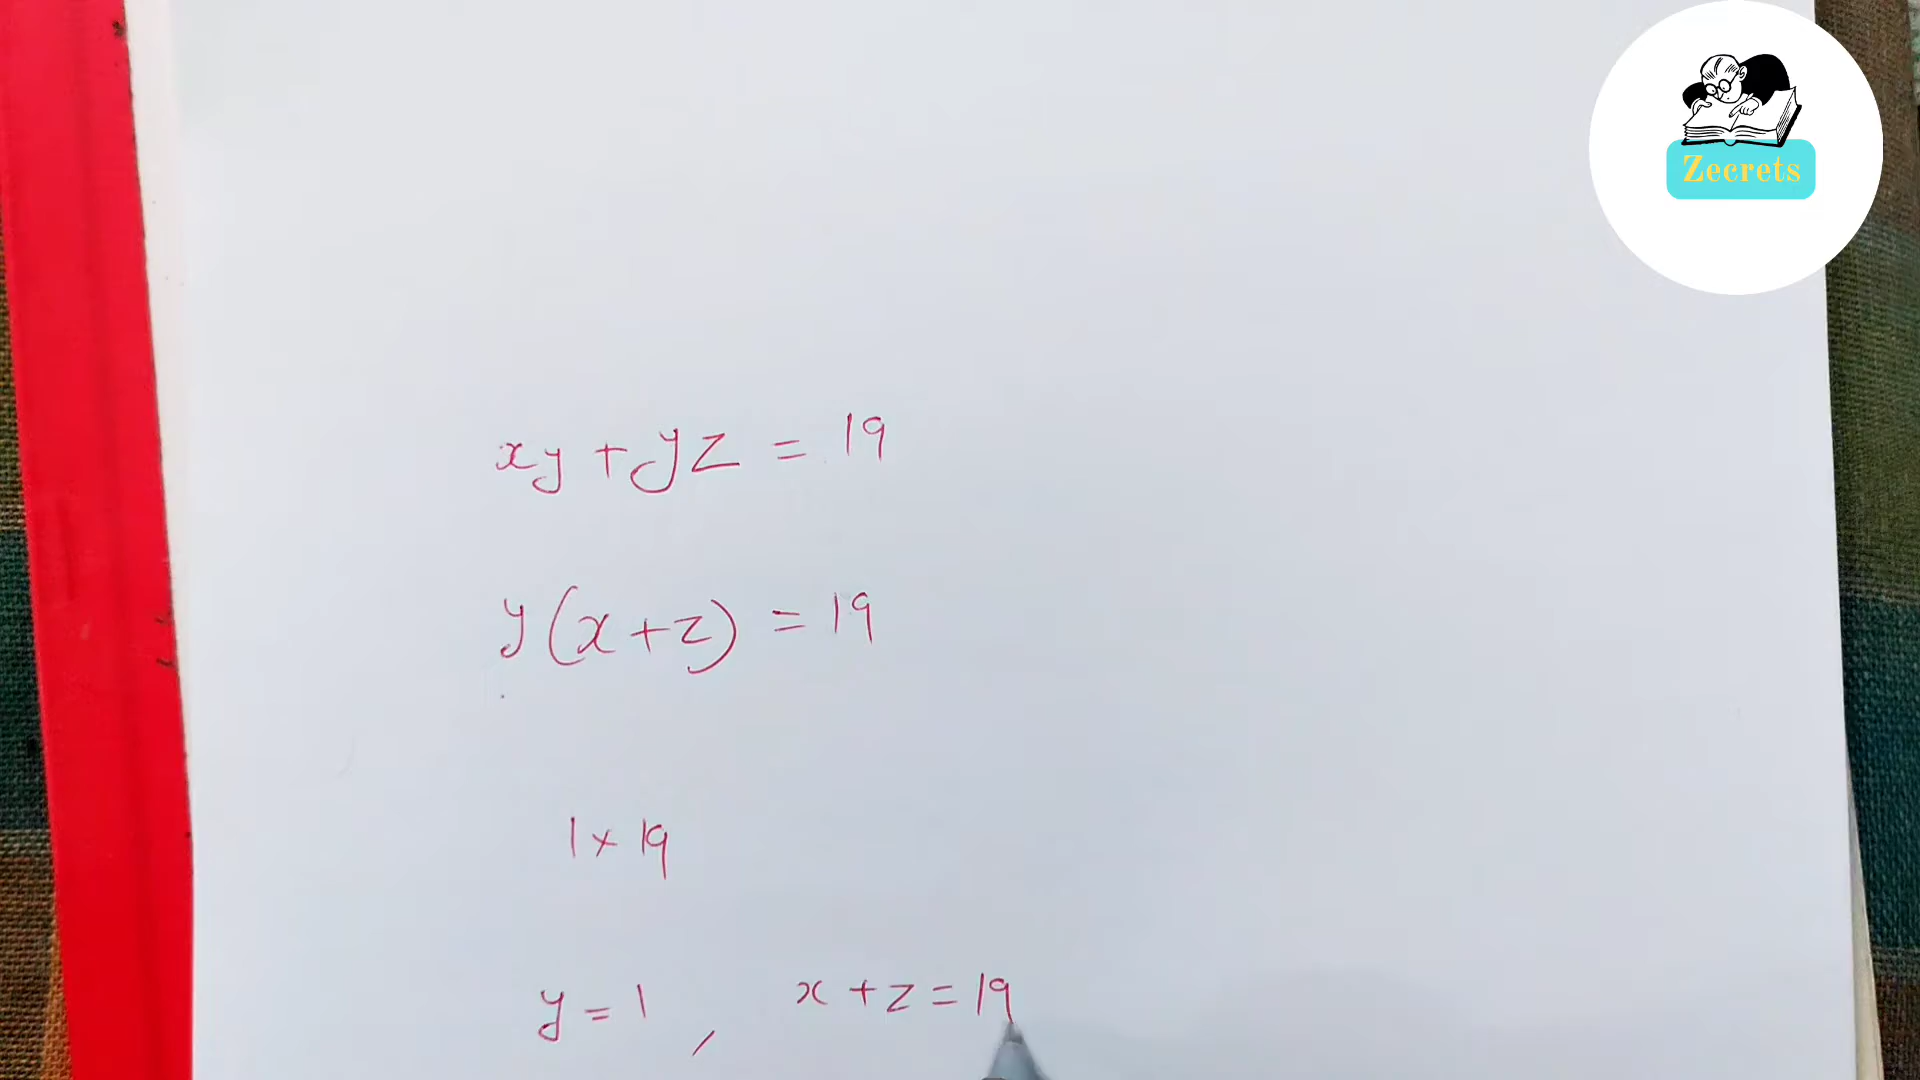 Zecrets
xy + yz = 19
y(x+z) = 19
1 × 19
y = 1 , x + z = 19